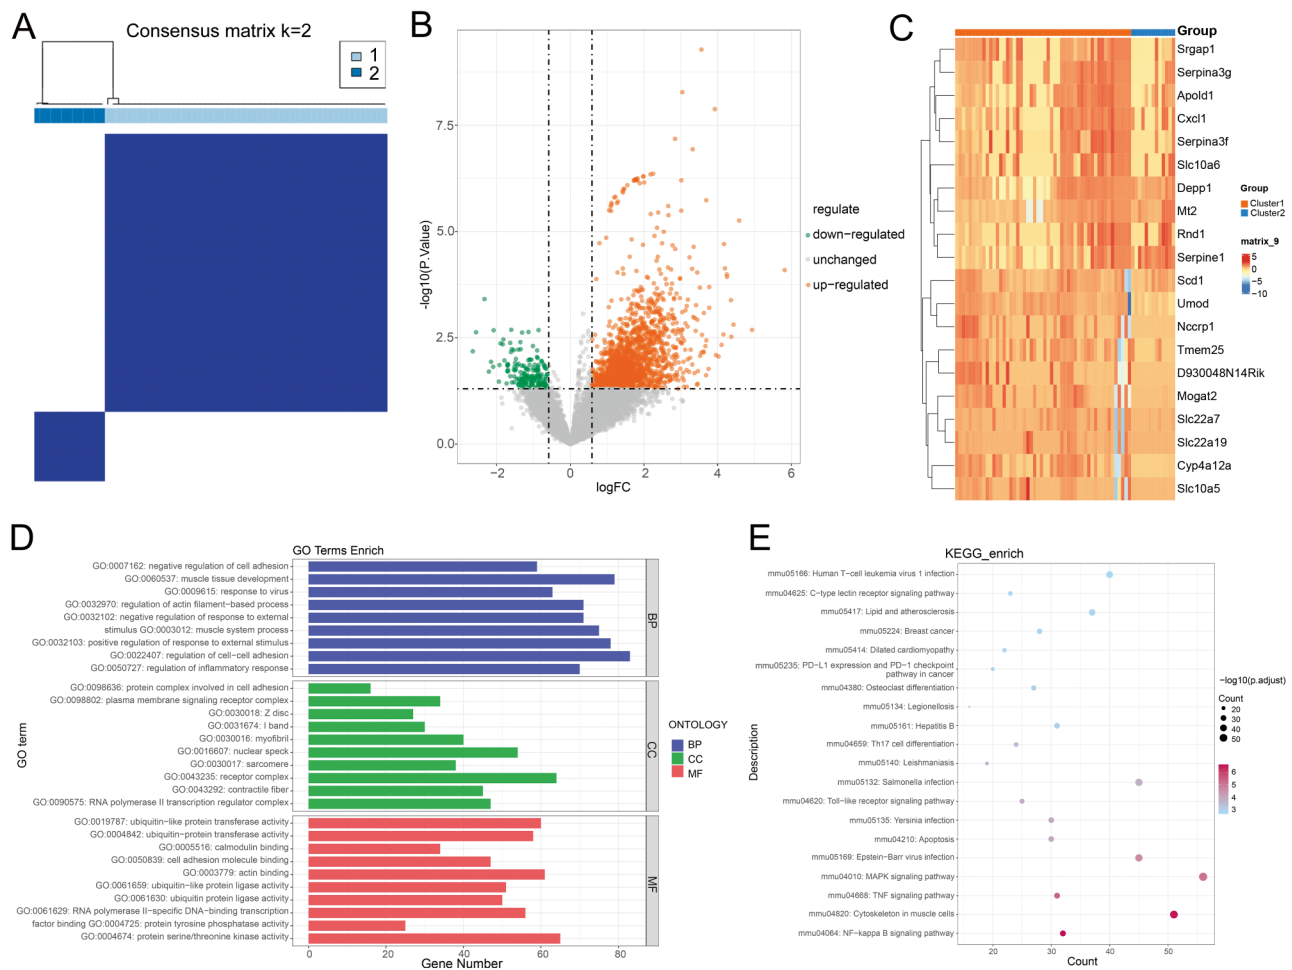 A
Consensus matrix k=2
1
2
B
-log10(P.Value)
7.5
5.0
2.5
0.0
−2
0
2
4
6
logFC
regulate
down-regulated
unchanged
up-regulated
C
Group
Srgap1
Serpina3g
Apold1
Cxcl1
Serpina3f
Slc10a6
Depp1
Mt2
Rnd1
Serpine1
Scd1
Umod
Nccrp1
Tmem25
D930048N14Rik
Mogat2
Slc22a7
Slc22a19
Cyp4a12a
Slc10a5
Group
Cluster1
Cluster2
matrix_9
5
0
−5
−10
D
GO Terms Enrich
GO term
GO:0007162: negative regulation of cell adhesion
GO:0060537: muscle tissue development
GO:0009615: response to virus
GO:0032970: regulation of actin filament-based process
GO:0032102: negative regulation of response to external
stimulus GO:0003012: muscle system process
GO:0032103: positive regulation of response to external stimulus
GO:0022407: regulation of cell-cell adhesion
GO:0050727: regulation of inflammatory response
BP
GO:0098636: protein complex involved in cell adhesion
GO:0098802: plasma membrane signaling receptor complex
GO:0030018: Z disc
GO:0031674: I band
GO:0030016: myofibril
GO:0016607: nuclear speck
GO:0030017: sarcomere
GO:0043235: receptor complex
GO:0043292: contractile fiber
GO:0090575: RNA polymerase II transcription regulator complex
CC
GO:0019787: ubiquitin-like protein transferase activity
GO:0004842: ubiquitin-protein transferase activity
GO:0005516: calmodulin binding
GO:0050839: cell adhesion molecule binding
GO:0003779: actin binding
GO:0061659: ubiquitin-like protein ligase activity
GO:0061630: ubiquitin protein ligase activity
GO:0061629: RNA polymerase II-specific DNA-binding transcription
factor binding GO:0004725: protein tyrosine phosphatase activity
GO:0004674: protein serine/threonine kinase activity
MF
0
20
40
60
80
Gene Number
ONTOLOGY
BP
CC
MF
E
KEGG_enrich
Description
mmu05166: Human T-cell leukemia virus 1 infection
mmu04625: C-type lectin receptor signaling pathway
mmu05417: Lipid and atherosclerosis
mmu05224: Breast cancer
mmu05414: Dilated cardiomyopathy
mmu05235: PD-L1 expression and PD-1 checkpoint
pathway in cancer
mmu04380: Osteoclast differentiation
mmu05134: Legionellosis
mmu05161: Hepatitis B
mmu04659: Th17 cell differentiation
mmu05140: Leishmaniasis
mmu05132: Salmonella infection
mmu04620: Toll-like receptor signaling pathway
mmu05135: Yersinia infection
mmu04210: Apoptosis
mmu05169: Epstein-Barr virus infection
mmu04010: MAPK signaling pathway
mmu04668: TNF signaling pathway
mmu04820: Cytoskeleton in muscle cells
mmu04064: NF-kappa B signaling pathway
20
30
40
50
Count
−log10(p.adjust)
Count
20
30
40
50
6
5
4
3